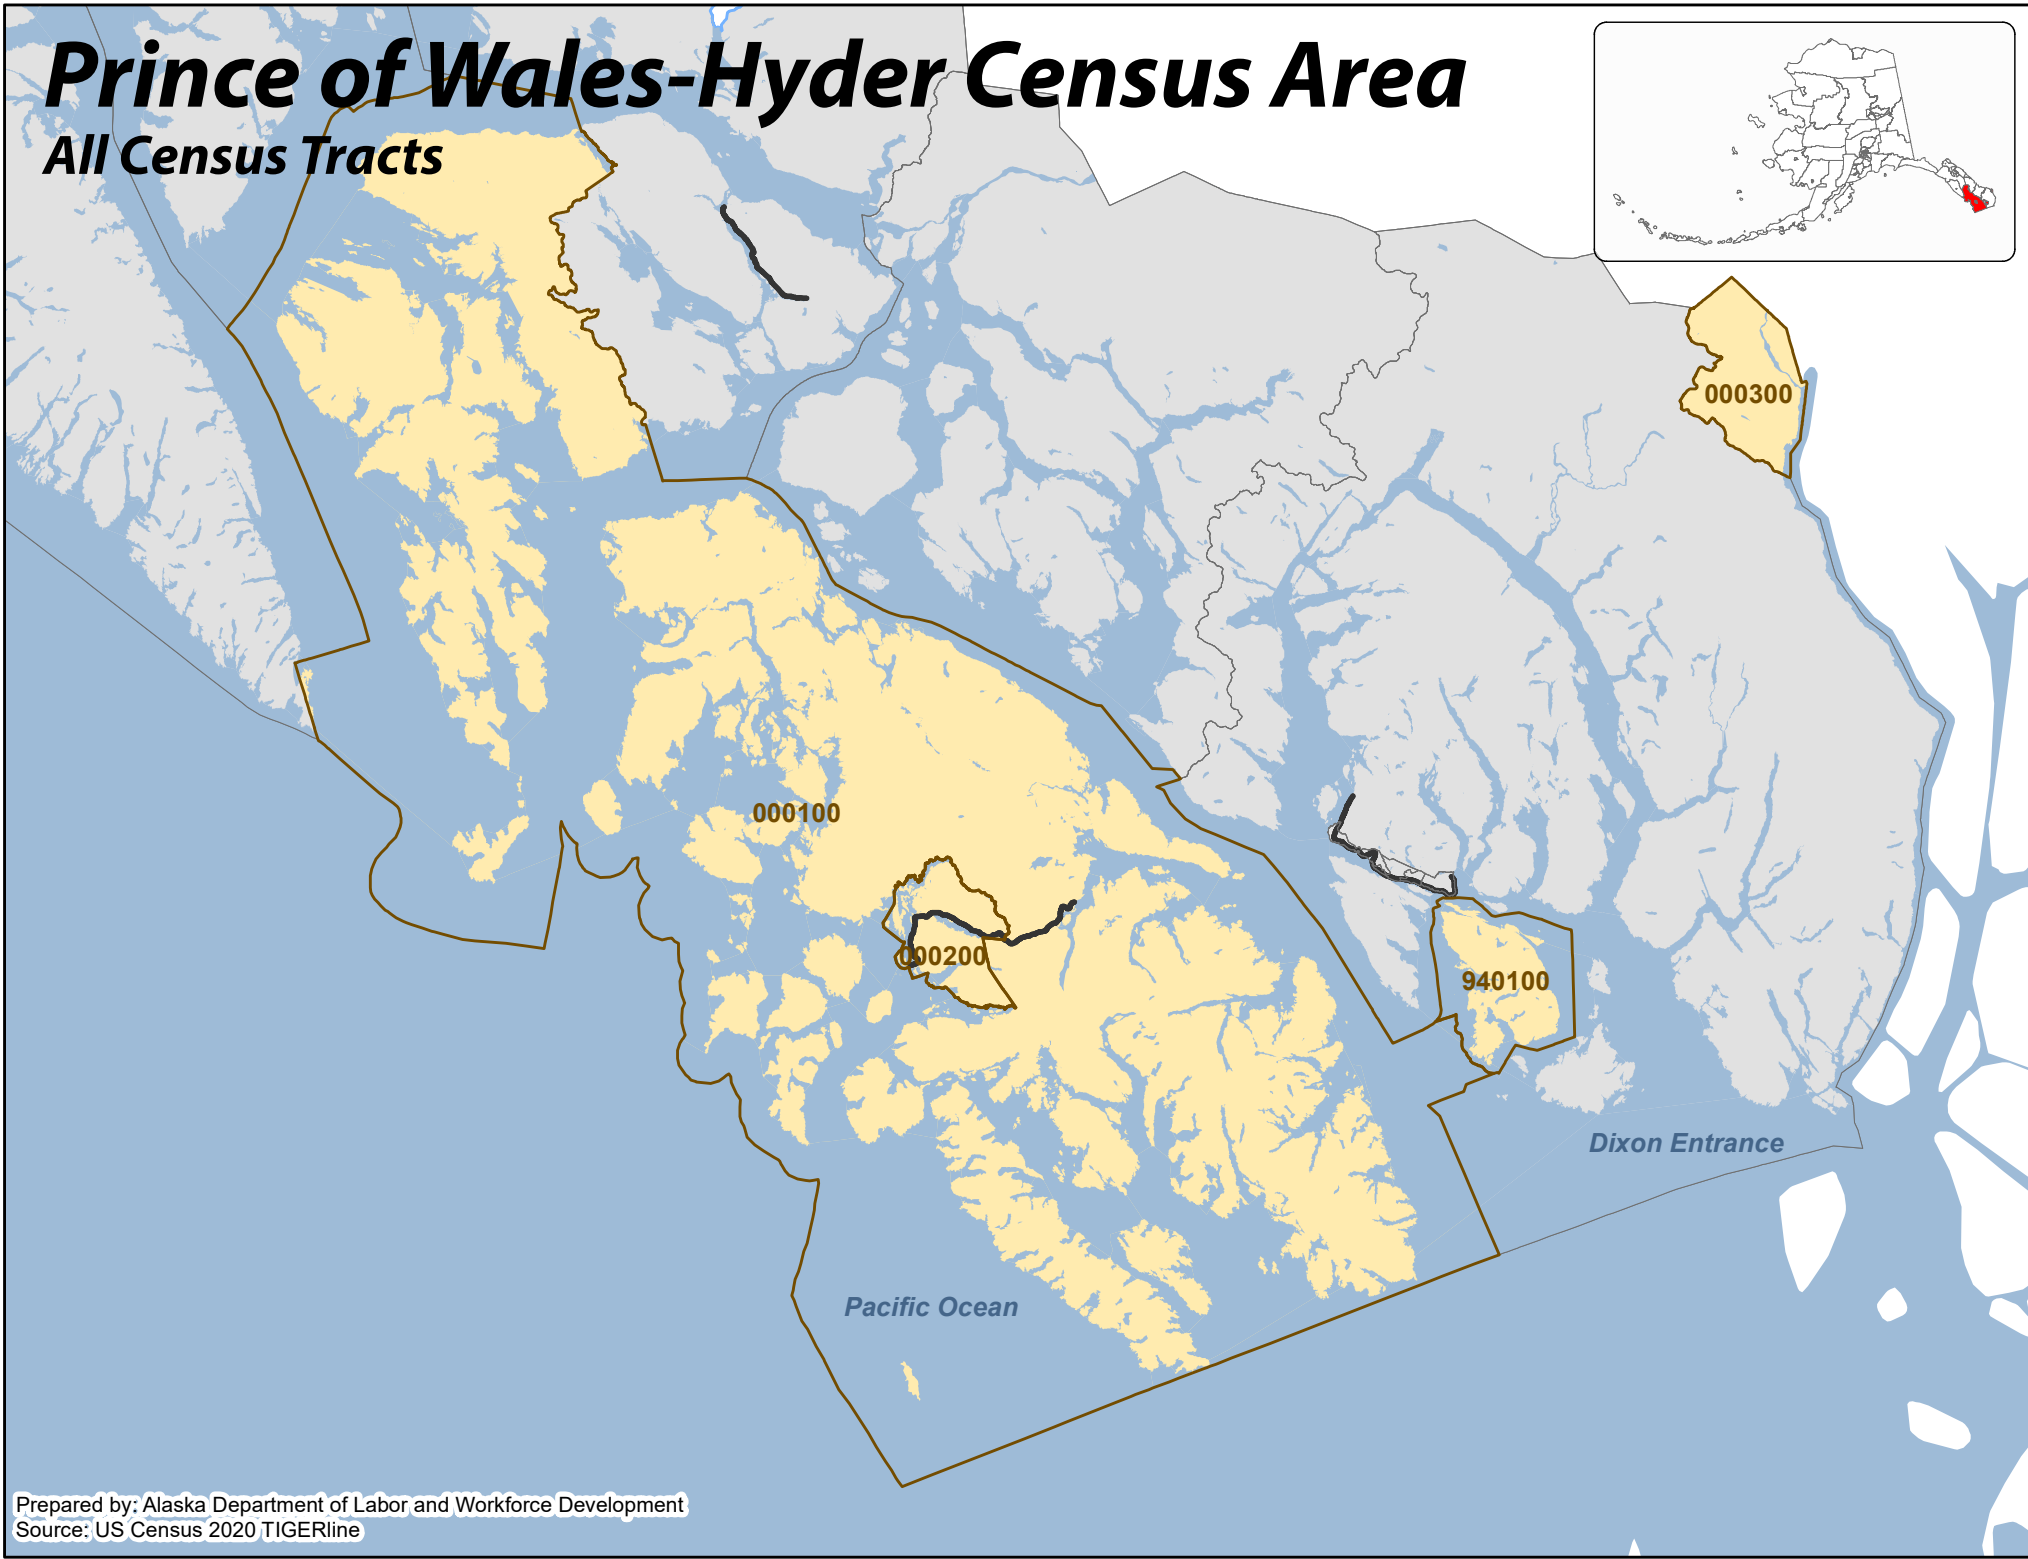 Prince of Wales-Hyder Census Area
All Census Tracts
000300
000100
000200
940100
Dixon Entrance
Pacific Ocean
Prepared by: Alaska Department of Labor and Workforce Development
Source: US Census 2020 TIGERline